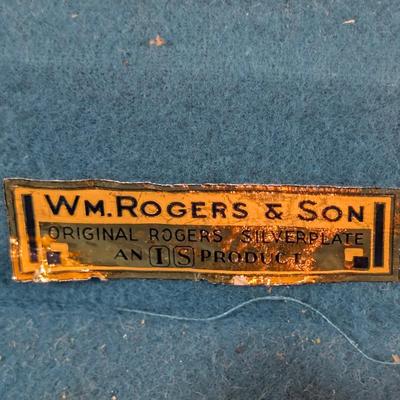 WM. ROGERS & SON
ORIGINAL ROGERS SILVERPLATE
AN IS PRODUCT